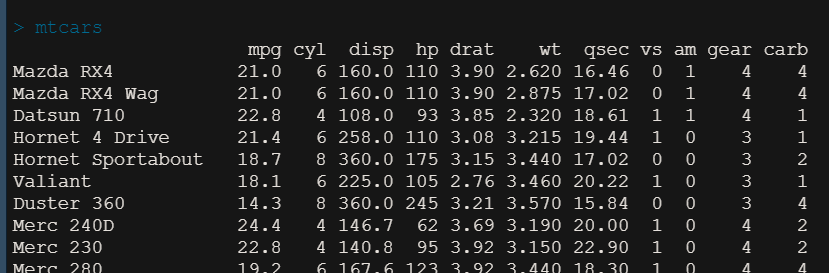 > mtcars
mpg cyl disp hp drat wt qsec vs am gear carb
Mazda RX4 21.0 6 160.0 110 3.90 2.620 16.46 0 1 4 4
Mazda RX4 Wag 21.0 6 160.0 110 3.90 2.875 17.02 0 1 4 4
Datsun 710 22.8 4 108.0 93 3.85 2.320 18.61 1 1 4 1
Hornet 4 Drive 21.4 6 258.0 110 3.08 3.215 19.44 1 0 3 1
Hornet Sportabout 18.7 8 360.0 175 3.15 3.440 17.02 0 0 3 2
Valiant 18.1 6 225.0 105 2.76 3.460 20.22 1 0 3 1
Duster 360 14.3 8 360.0 245 3.21 3.570 15.84 0 0 3 4
Merc 240D 24.4 4 146.7 62 3.69 3.190 20.00 1 0 4 2
Merc 230 22.8 4 140.8 95 3.92 3.150 22.90 1 0 4 2
Merc 280 19.2 6 167.6 123 3.92 3.440 18.30 1 0 4 4